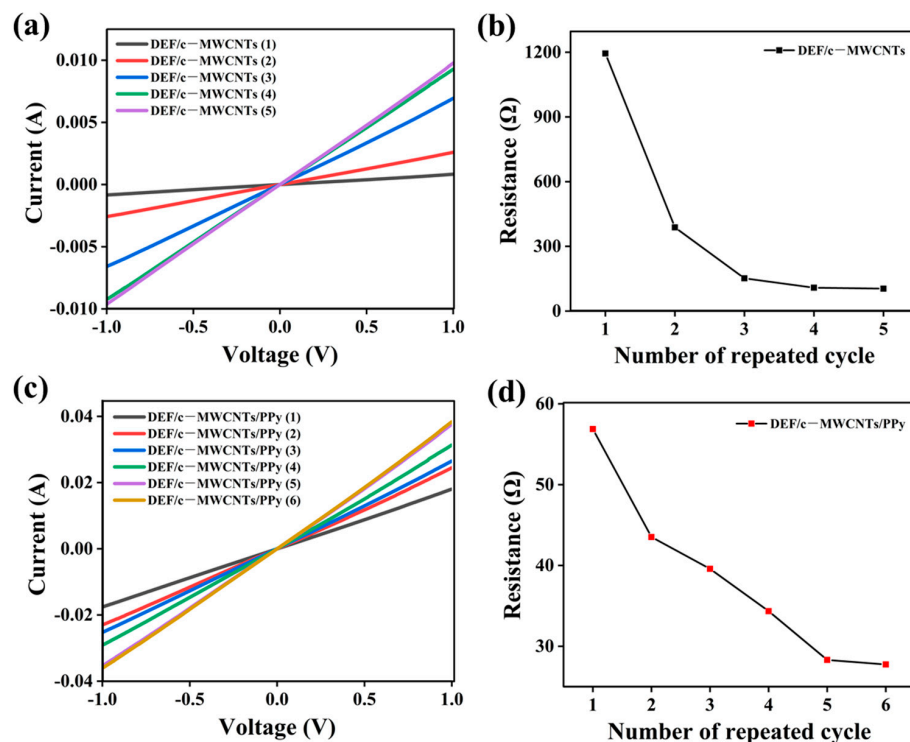 (a)
DEF/c－MWCNTs (1)
DEF/c－MWCNTs (2)
DEF/c－MWCNTs (3)
DEF/c－MWCNTs (4)
DEF/c－MWCNTs (5)
Current (A)
0.010
0.005
0.000
-0.005
-0.010
-1.0 -0.5 0.0 0.5 1.0
Voltage (V)
(b)
DEF/c－MWCNTs
Resistance (Ω)
1200
900
600
300
0
1 2 3 4 5
Number of repeated cycle
(c)
DEF/c－MWCNTs/PPy (1)
DEF/c－MWCNTs/PPy (2)
DEF/c－MWCNTs/PPy (3)
DEF/c－MWCNTs/PPy (4)
DEF/c－MWCNTs/PPy (5)
DEF/c－MWCNTs/PPy (6)
Current (A)
0.04
0.02
0.00
-0.02
-0.04
-1.0 -0.5 0.0 0.5 1.0
Voltage (V)
(d)
DEF/c－MWCNTs/PPy
Resistance (Ω)
60
50
40
30
1 2 3 4 5 6
Number of repeated cycle